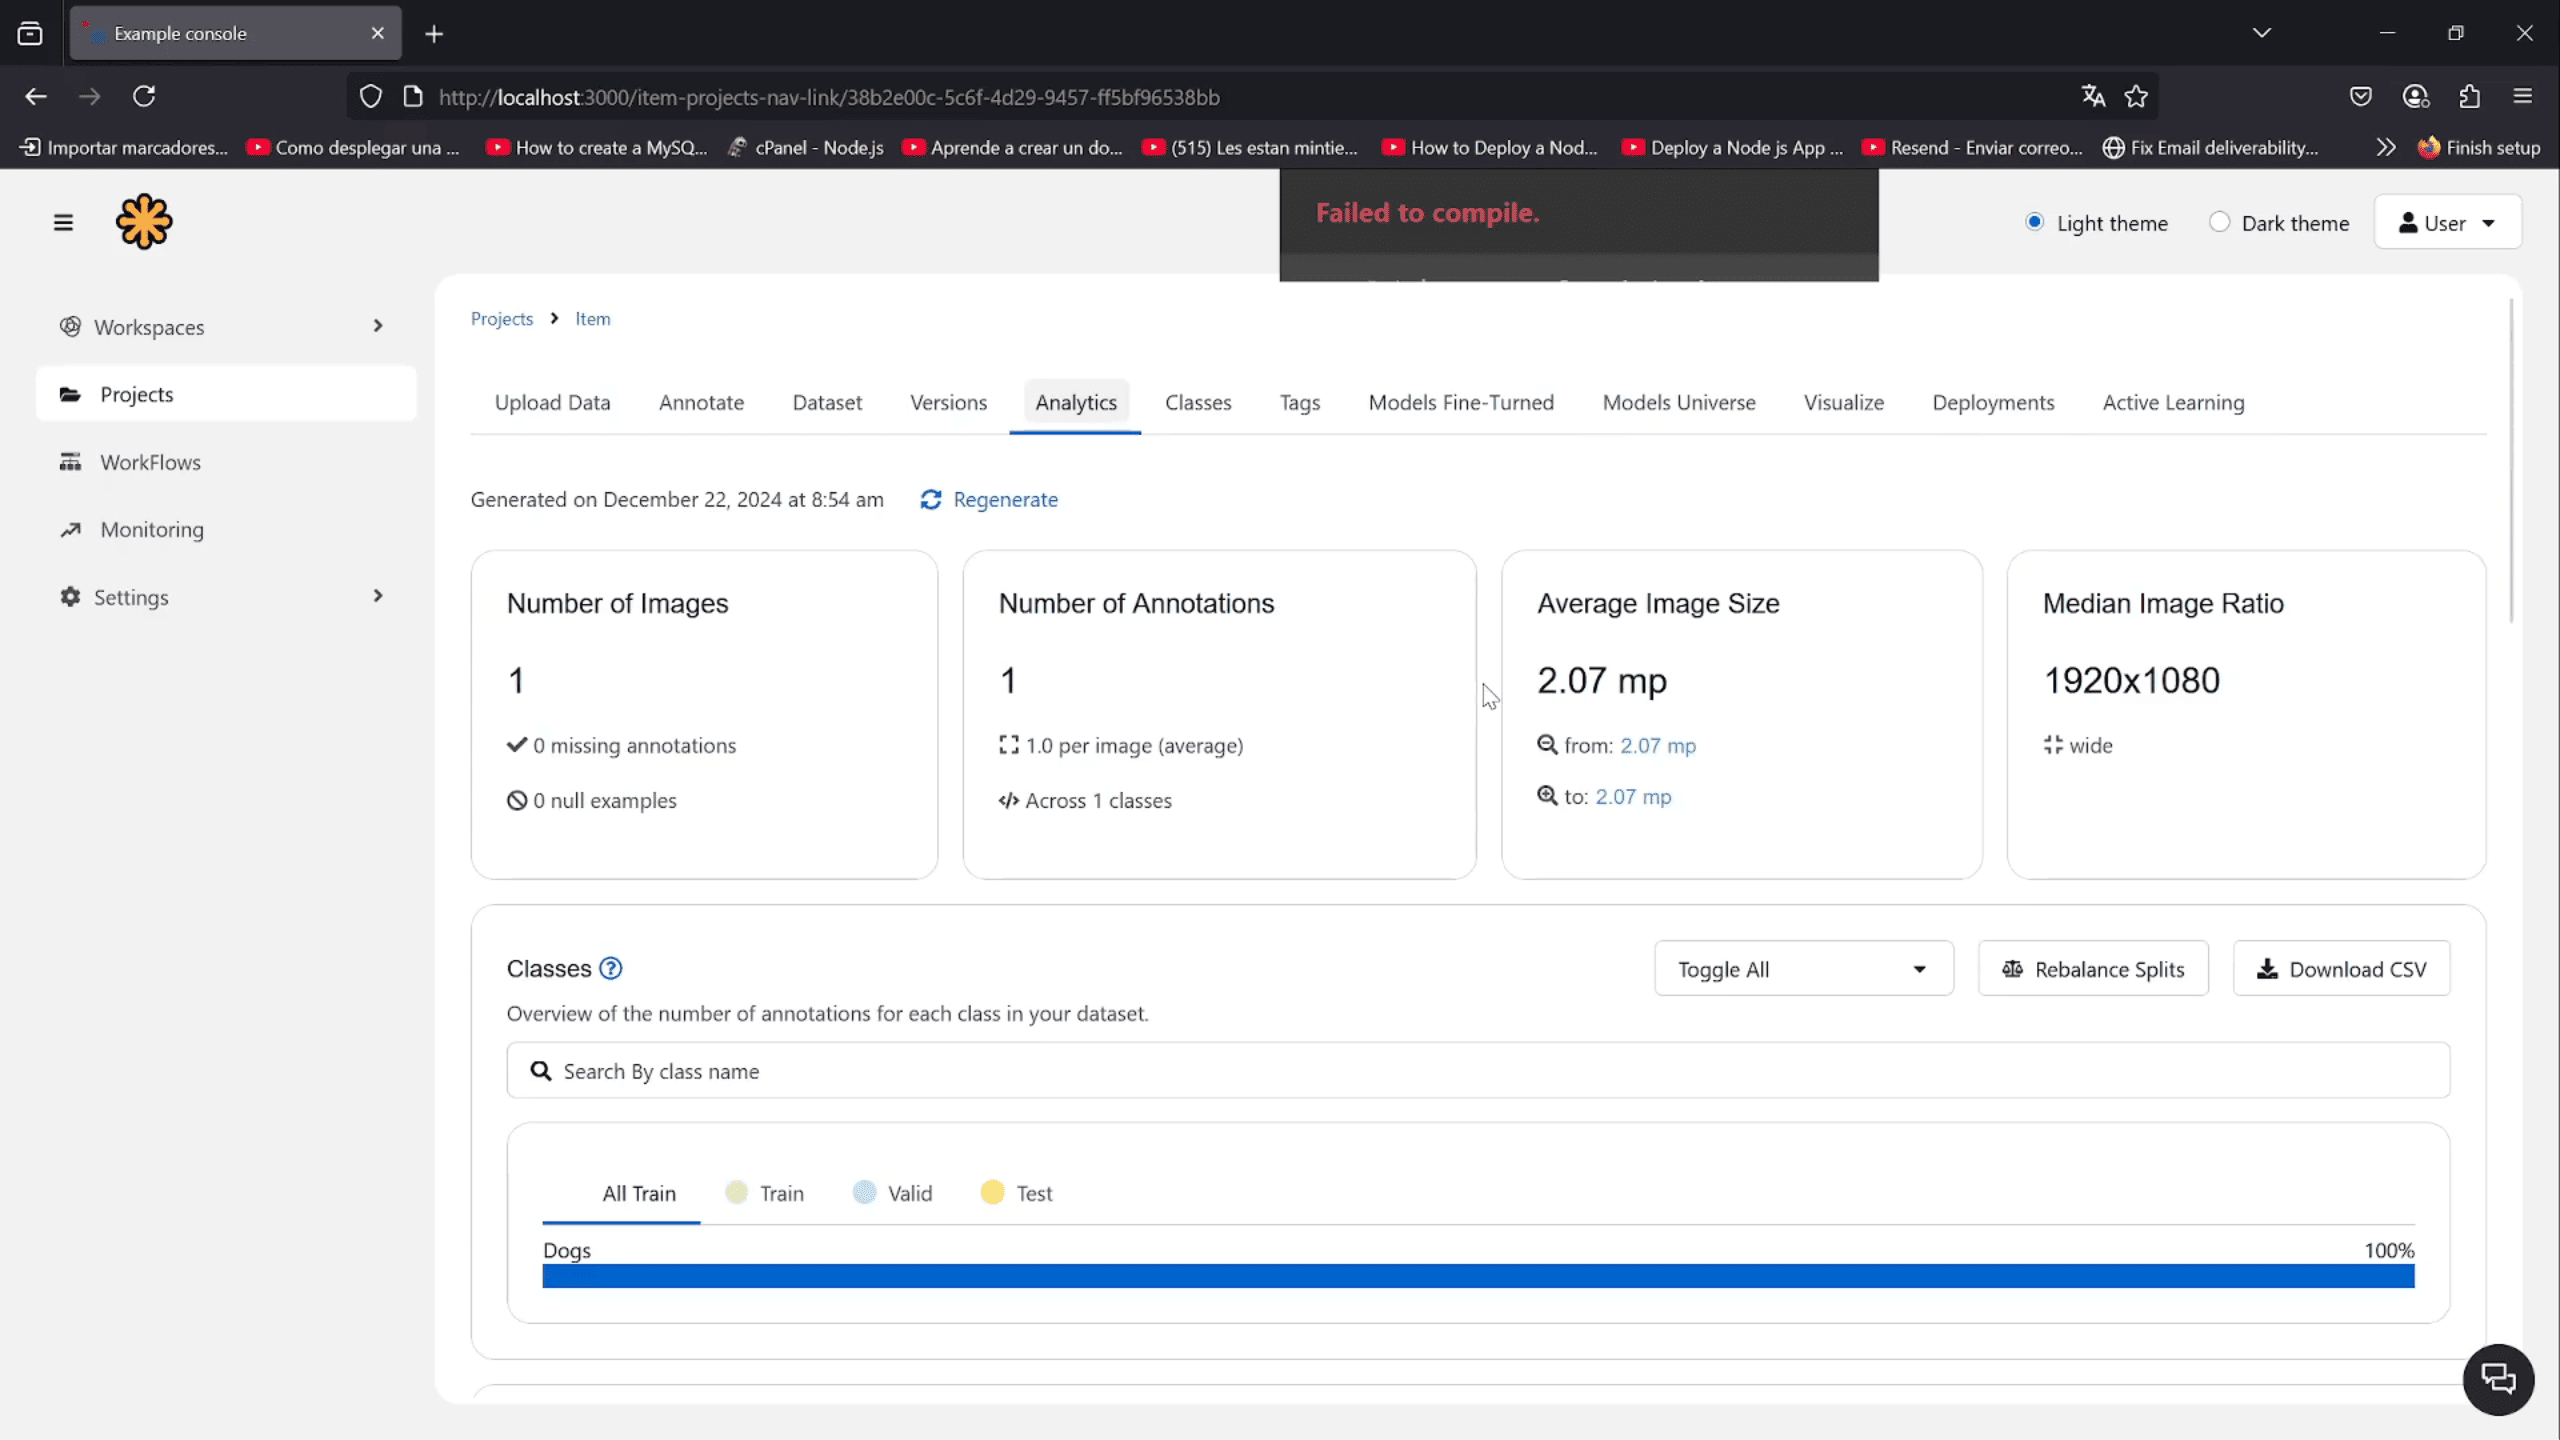 Example console
http://localhost:3000/item-projects-nav-link/38b2e00c-5c6f-4d29-9457-ff5bf96538bb
Importar marcadores... Como desplegar una ... How to create a MySQ... cPanel - Node.js Aprende a crear un do... (515) Les estan mintie... How to Deploy a Nod... Deploy a Node js App ... Resend - Enviar correo... Fix Email deliverability... Finish setup
Failed to compile.
Light theme Dark theme User
Workspaces
Projects
WorkFlows
Monitoring
Settings
Projects Item
Upload Data Annotate Dataset Versions Analytics Classes Tags Models Fine-Turned Models Universe Visualize Deployments Active Learning
Generated on December 22, 2024 at 8:54 am Regenerate
Number of Images
1
0 missing annotations
0 null examples
Number of Annotations
1
1.0 per image (average)
Across 1 classes
Average Image Size
2.07 mp
from: 2.07 mp
to: 2.07 mp
Median Image Ratio
1920x1080
wide
Classes
Toggle All Rebalance Splits Download CSV
Overview of the number of annotations for each class in your dataset.
Search By class name
All Train Train Valid Test
Dogs 100%